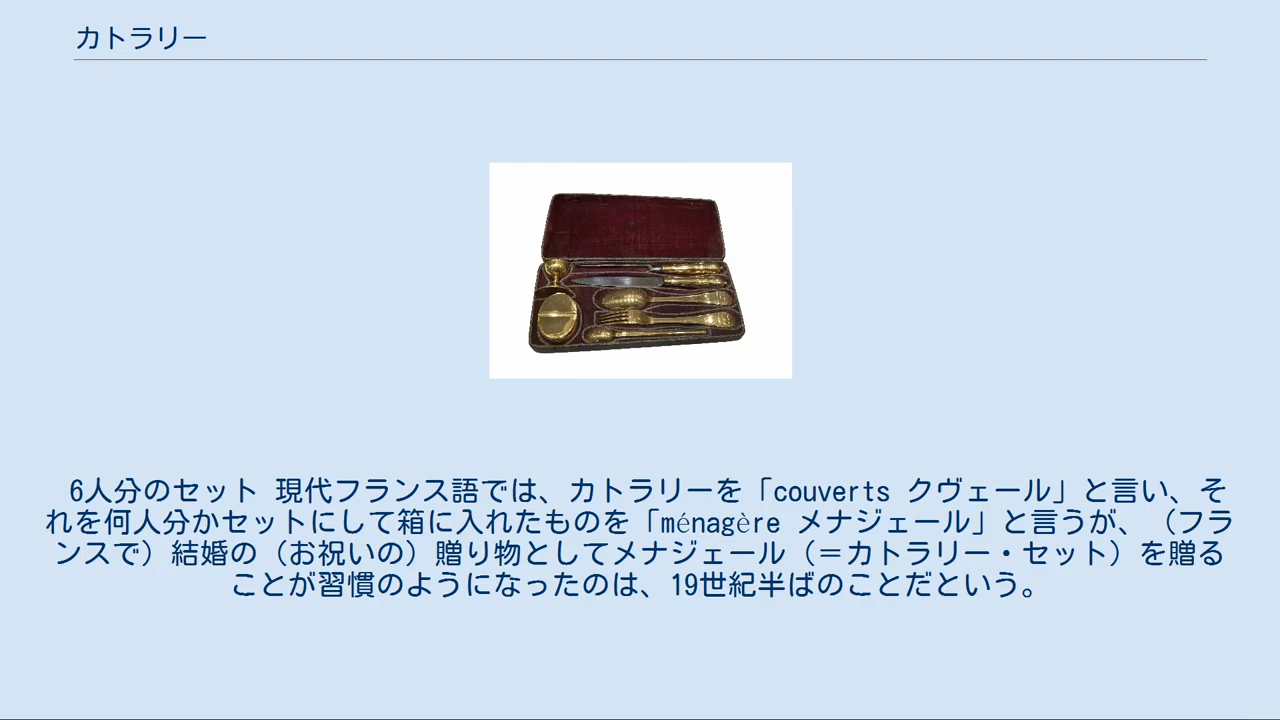 カトラリー
6人分のセット 現代フランス語では、カトラリーを「couverts クヴェール」と言い、そ
れを何人分かセットにして箱に入れたものを「ménagère メナジェール」と言うが、（フラ
ンスで）結婚の（お祝いの）贈り物としてメナジェール（＝カトラリー・セット）を贈る
ことが習慣のようになったのは、19世紀半ばのことだという。